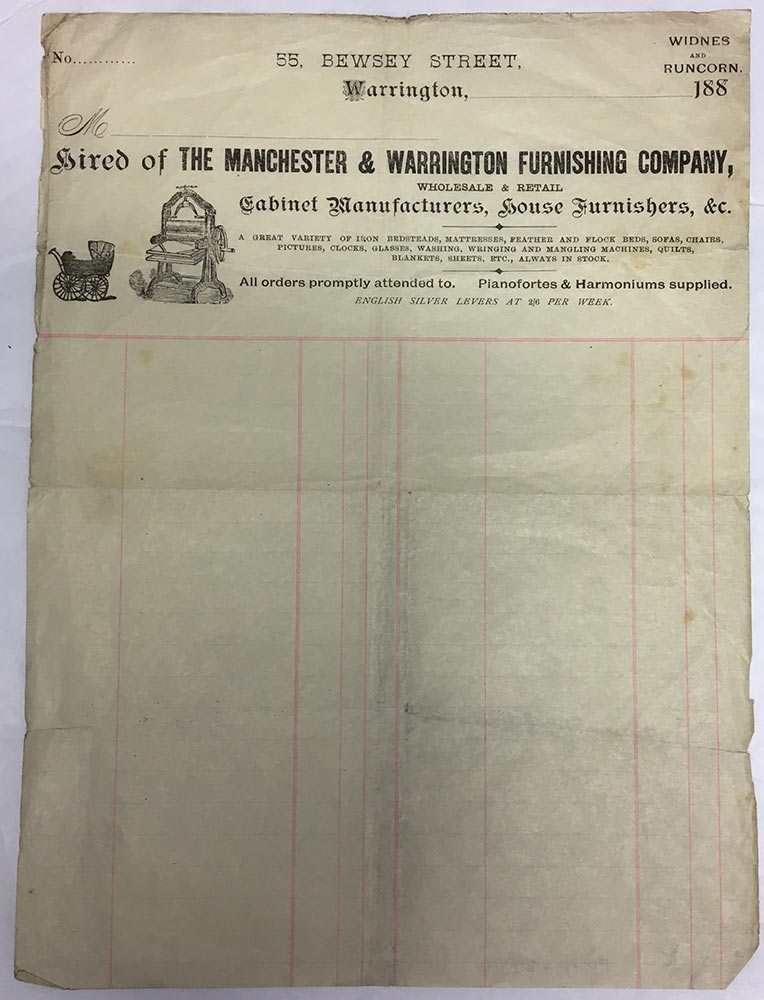 No............
55, BEWSEY STREET,
WIDNES
AND
RUNCORN.
Warrington, 188
M
Hired of THE MANCHESTER & WARRINGTON FURNISHING COMPANY,
WHOLESALE & RETAIL
Cabinet Manufacturers, House Furnishers, &c.
A GREAT VARIETY OF IRON BEDSTEADS, MATTRESSES, FEATHER AND FLOCK BEDS, SOFAS, CHAIRS,
PICTURES, CLOCKS, GLASSES, WASHING, WRINGING AND MANGLING MACHINES, QUILTS,
BLANKETS, SHEETS, ETC., ALWAYS IN STOCK.
All orders promptly attended to. Pianofortes & Harmoniums supplied.
ENGLISH SILVER LEVERS AT 2/6 PER WEEK.